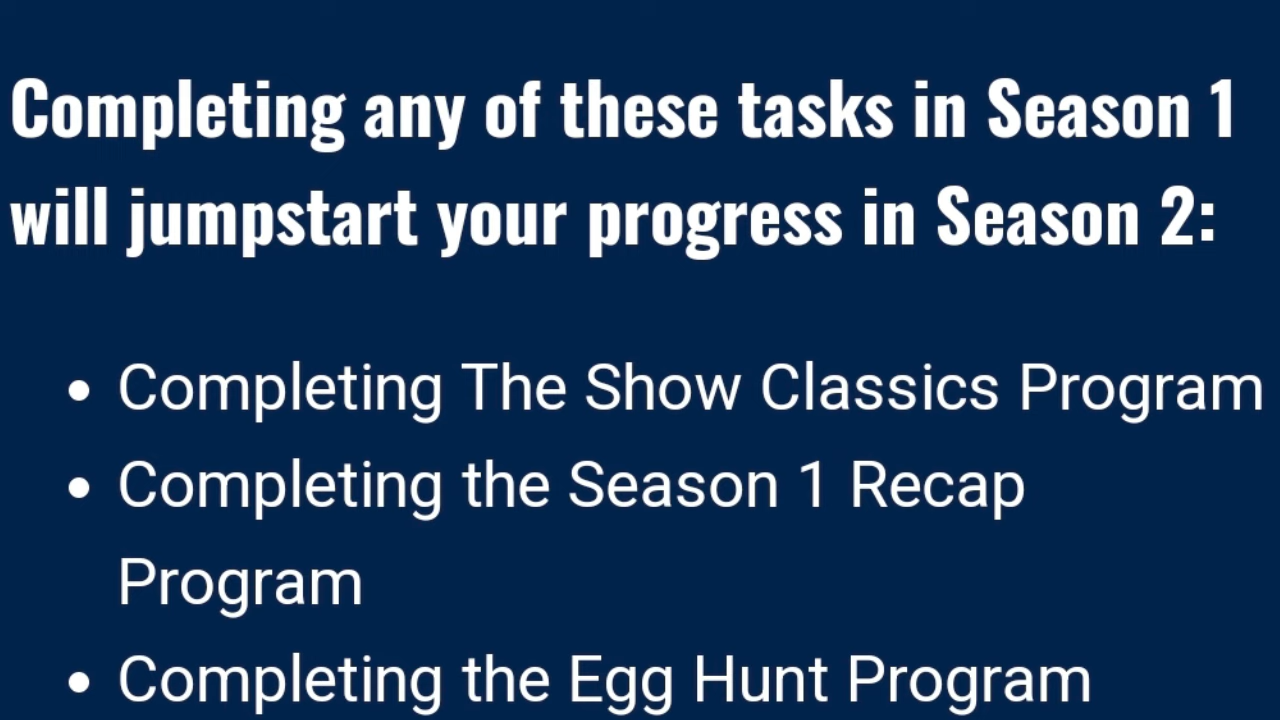 Completing any of these tasks in Season 1
will jumpstart your progress in Season 2:
• Completing The Show Classics Program
• Completing the Season 1 Recap
Program
• Completing the Egg Hunt Program